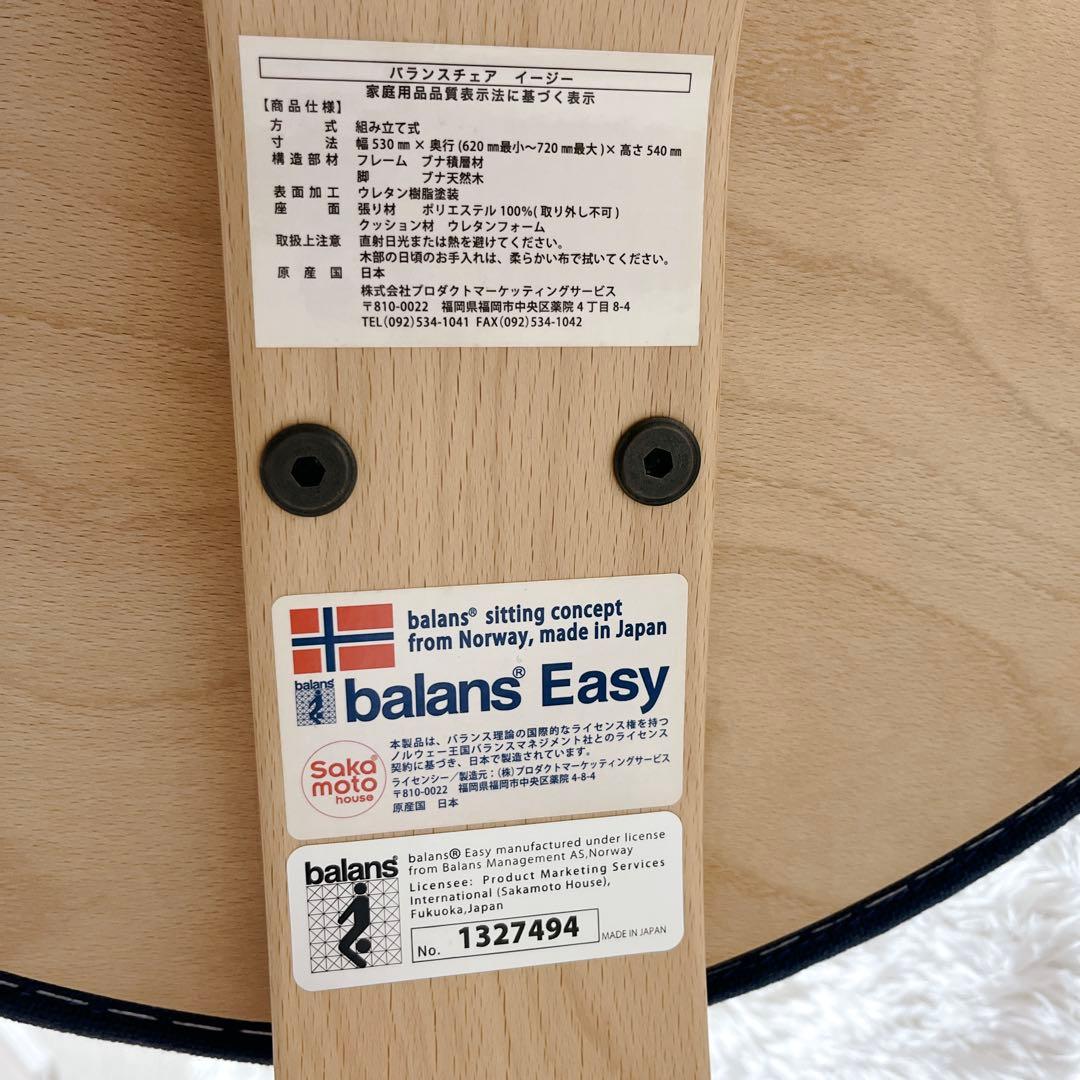 バランスチェア　イージー
家庭用品品質表示法に基づく表示
【商品仕様】
方　　式　組み立て式
寸　　法　幅 530 ㎜ × 奥行 (620 ㎜最小～720 ㎜最大 )× 高さ 540 ㎜
構造部材　フレーム　ブナ積層材
脚　　　ブナ天然木
表面加工　ウレタン樹脂塗装
座　　面　張り材　　ポリエステル 100%( 取り外し不可 )
クッション材　ウレタンフォーム
取扱上注意　直射日光または熱を避けてください。
木部の日頃のお手入れは、柔らかい布で拭いてください。
原　産　国　日本
株式会社プロダクトマーケッティングサービス
〒810-0022　福岡県福岡市中央区薬院 4 丁目 8-4
TEL(092)534-1041 FAX(092)534-1042
balans® sitting concept
from Norway, made in Japan
balans
balans® Easy
本製品は、バランス理論の国際的なライセンス権を持つ
ノルウェー王国バランスマネジメント社とのライセンス
契約に基づき、日本で製造されています。
ライセンシー／製造元：(株)プロダクトマーケッティングサービス
〒810-0022　福岡県福岡市中央区薬院 4-8-4
原産国　日本
Saka®
moto
house
balans®
balans® Easy manufactured under license
from Balans Management AS,Norway
Licensee: Product Marketing Services
International (Sakamoto House),
Fukuoka,Japan
No. 1327494 MADE IN JAPAN